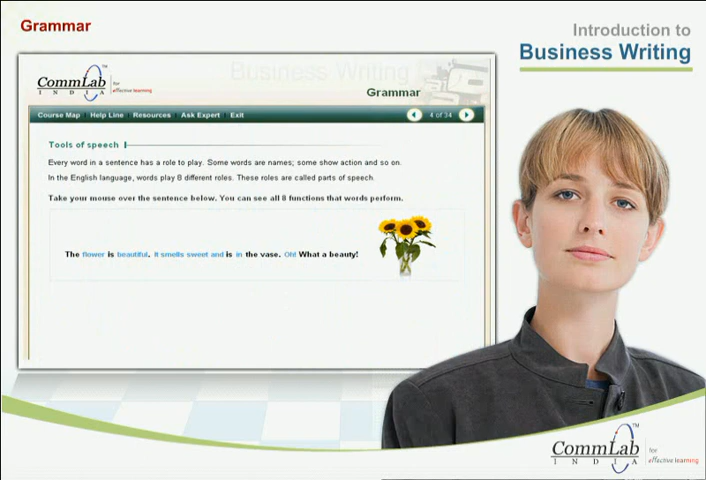 Grammar
Introduction to
Business Writing
CommLab
INDIA
for
effective learning
Business Writing
Grammar
Course Map Help Line Resources Ask Expert Exit
4 of 34
Tools of speech
Every word in a sentence has a role to play. Some words are names; some show action and so on.
In the English language, words play 8 different roles. These roles are called parts of speech.
Take your mouse over the sentence below. You can see all 8 functions that words perform.
The flower is beautiful. It smells sweet and is in the vase. Oh! What a beauty!
CommLab TM
INDIA
for
effective learning